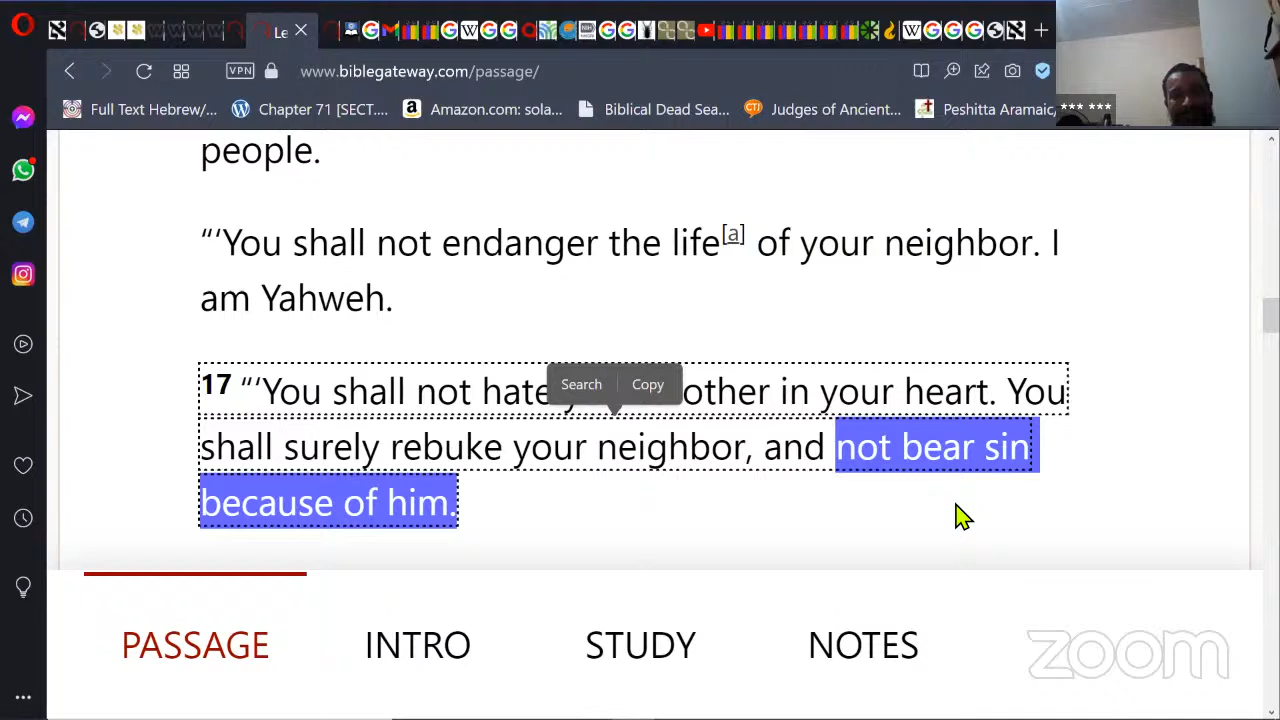 Le
VPN
www.biblegateway.com/passage/
Full Text Hebrew/...
Chapter 71 [SECT....
Amazon.com: sola...
Biblical Dead Sea...
CTJ
Judges of Ancient...
Peshitta Aramaic,
*** ***
people.
“‘You shall not endanger the life[a] of your neighbor. I
am Yahweh.
Search Copy
17 “‘You shall not hate y other in your heart. You
shall surely rebuke your neighbor, and not bear sin
because of him.
PASSAGE INTRO STUDY NOTES
zoom